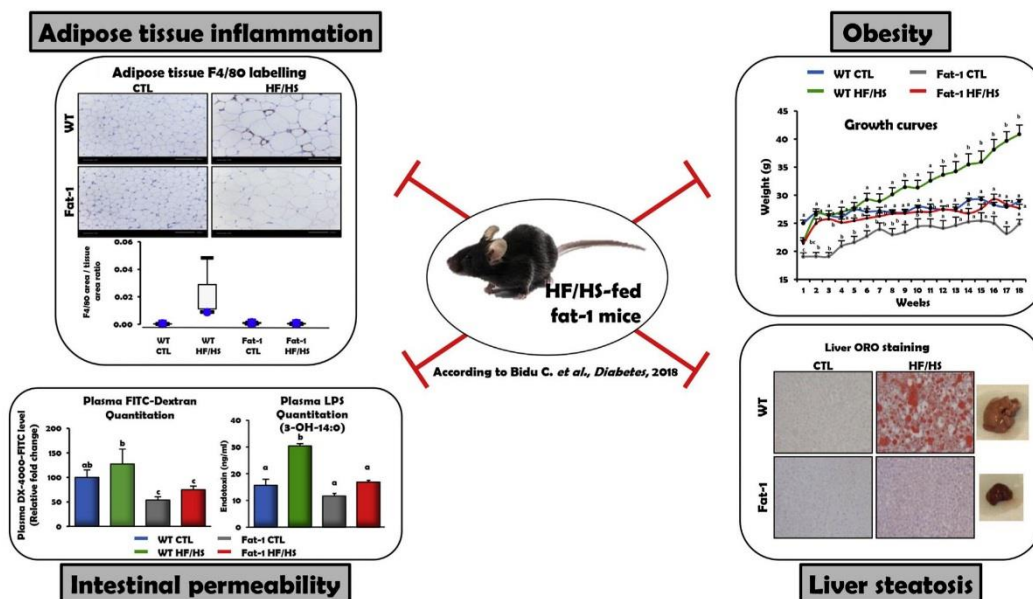 Adipose tissue inflammation
Adipose tissue F4/80 labelling
CTL
HF/HS
WT
Fat-1
F4/80 area / tissue
area ratio
0.06
0.04
0.02
0.00
WT
CTL
WT
HF/HS
Fat-1
CTL
Fat-1
HF/HS
Obesity
WT CTL
Fat-1 CTL
WT HF/HS
Fat-1 HF/HS
Growth curves
Weight (g)
45
40
35
30
25
20
15
1 2 3 4 5 6 7 8 9 10 11 12 13 14 15 16 17 18
Weeks
HF/HS-fed
fat-1 mice
According to Bidu C. et al., Diabetes, 2018
Plasma FITC-Dextran
Quantitation
Plasma DX-4000-FITC level
(Relative fold change)
200
150
100
50
0
ab
b
c
c
Plasma LPS
Quantitation
(3-OH-14:0)
Endotoxin (ng/ml)
40
30
20
10
0
a
b
a
a
WT CTL
Fat-1 CTL
WT HF/HS
Fat-1 HF/HS
Intestinal permeability
Liver ORO staining
CTL
HF/HS
WT
Fat-1
Liver steatosis